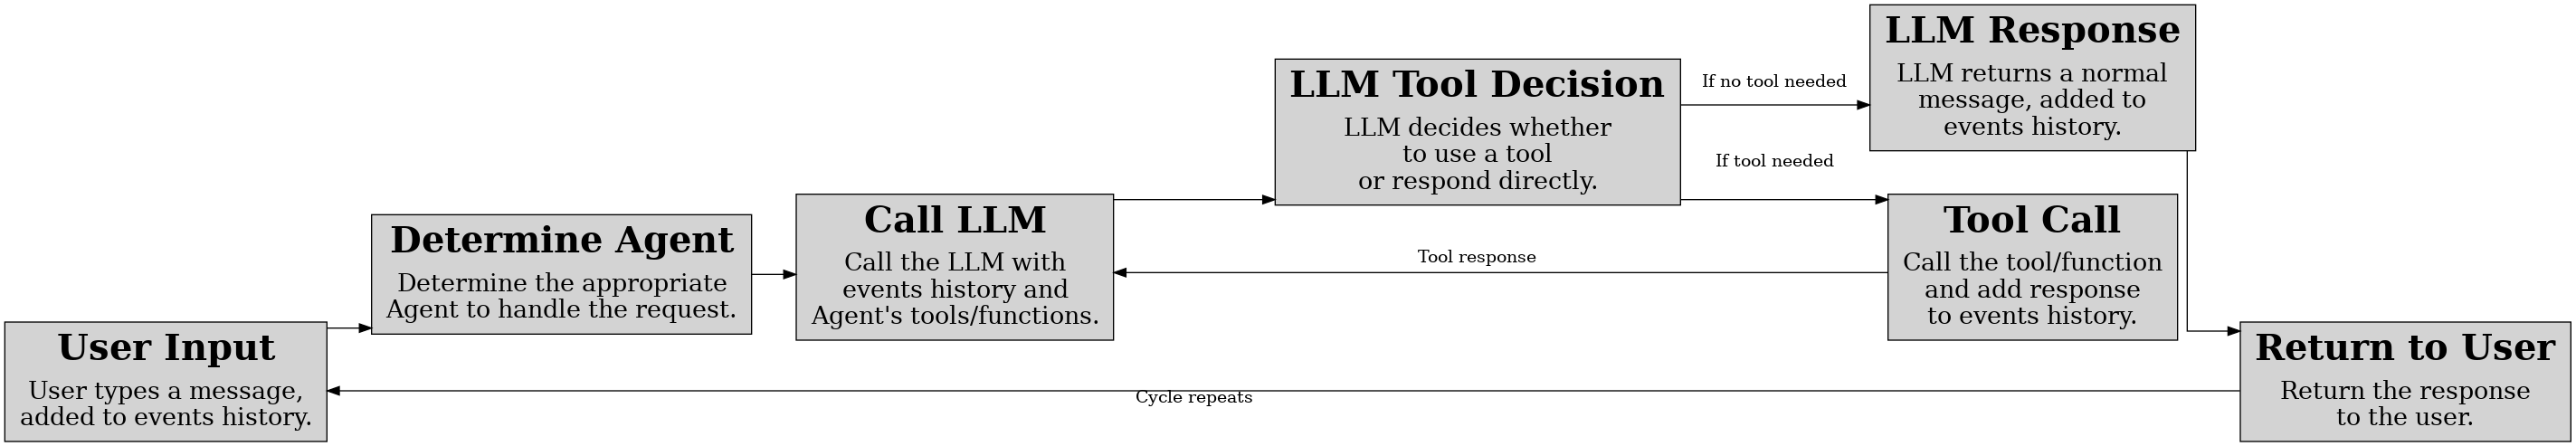 User Input
User types a message,
added to events history.
Determine Agent
Determine the appropriate
Agent to handle the request.
Call LLM
Call the LLM with
events history and
Agent's tools/functions.
LLM Tool Decision
LLM decides whether
to use a tool
or respond directly.
If no tool needed
If tool needed
LLM Response
LLM returns a normal
message, added to
events history.
Tool Call
Call the tool/function
and add response
to events history.
Tool response
Return to User
Return the response
to the user.
Cycle repeats